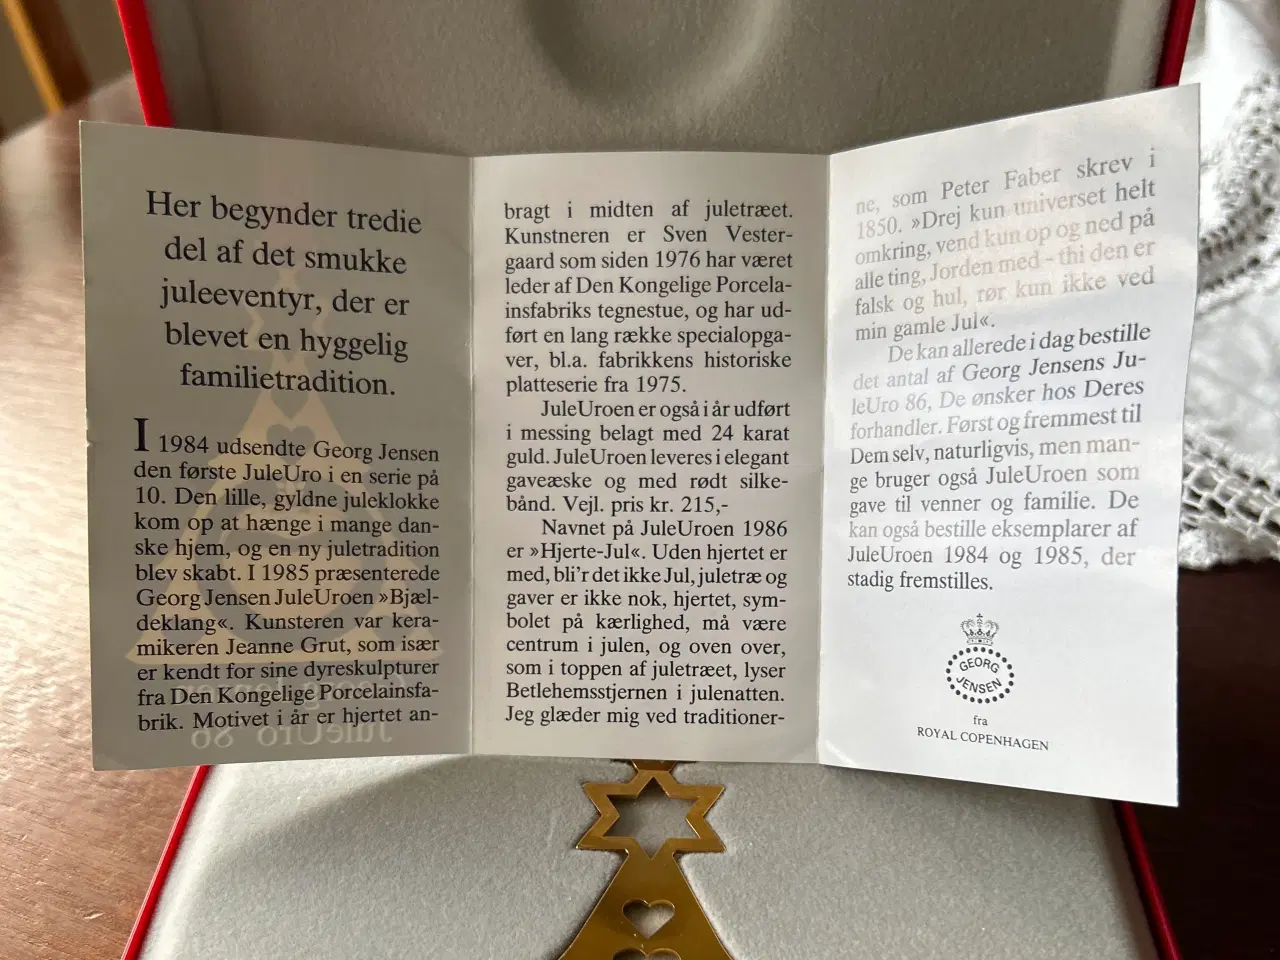 Her begynder tredie
del af det smukke
juleeventyr, der er
blevet en hyggelig
familietradition.
I 1984 udsendte Georg Jensen
den første JuleUro i en serie på
10. Den lille, gyldne juleklokke
kom op at hænge i mange dan-
ske hjem, og en ny juletradition
blev skabt. I 1985 præsenterede
Georg Jensen JuleUroen »Bjæl-
deklang«. Kunsteren var kera-
mikeren Jeanne Grut, som især
er kendt for sine dyreskulpturer
fra Den Kongelige Porcelainsfa-
brik. Motivet i år er hjertet an-
JuleUro 86
bragt i midten af juletræet.
Kunstneren er Sven Vester-
gaard som siden 1976 har været
leder af Den Kongelige Porcela-
insfabriks tegnestue, og har ud-
ført en lang række specialopga-
ver, bl.a. fabrikkens historiske
platteserie fra 1975.
JuleUroen er også i år udført
i messing belagt med 24 karat
guld. JuleUroen leveres i elegant
gaveæske og med rødt silke-
bånd. Vejl. pris kr. 215,-
Navnet på JuleUroen 1986
er »Hjerte-Jul«. Uden hjertet er
med, bli'r det ikke Jul, juletræ og
gaver er ikke nok, hjertet, sym-
bolet på kærlighed, må være
centrum i julen, og oven over,
som i toppen af juletræet, lyser
Betlehemsstjernen i julenatten.
Jeg glæder mig ved traditioner-
ne, som Peter Faber skrev i
1850. »Drej kun universet helt
omkring, vend kun op og ned på
alle ting, Jorden med - thi den er
falsk og hul, rør kun ikke ved
min gamle Jul«.
De kan allerede i dag bestille
det antal af Georg Jensens Ju-
leUro 86, De ønsker hos Deres
forhandler. Først og fremmest til
Dem selv, naturligvis, men man-
ge bruger også JuleUroen som
gave til venner og familie. De
kan også bestille eksemplarer af
JuleUroen 1984 og 1985, der
stadig fremstilles.
GEORG
JENSEN
fra
ROYAL COPENHAGEN